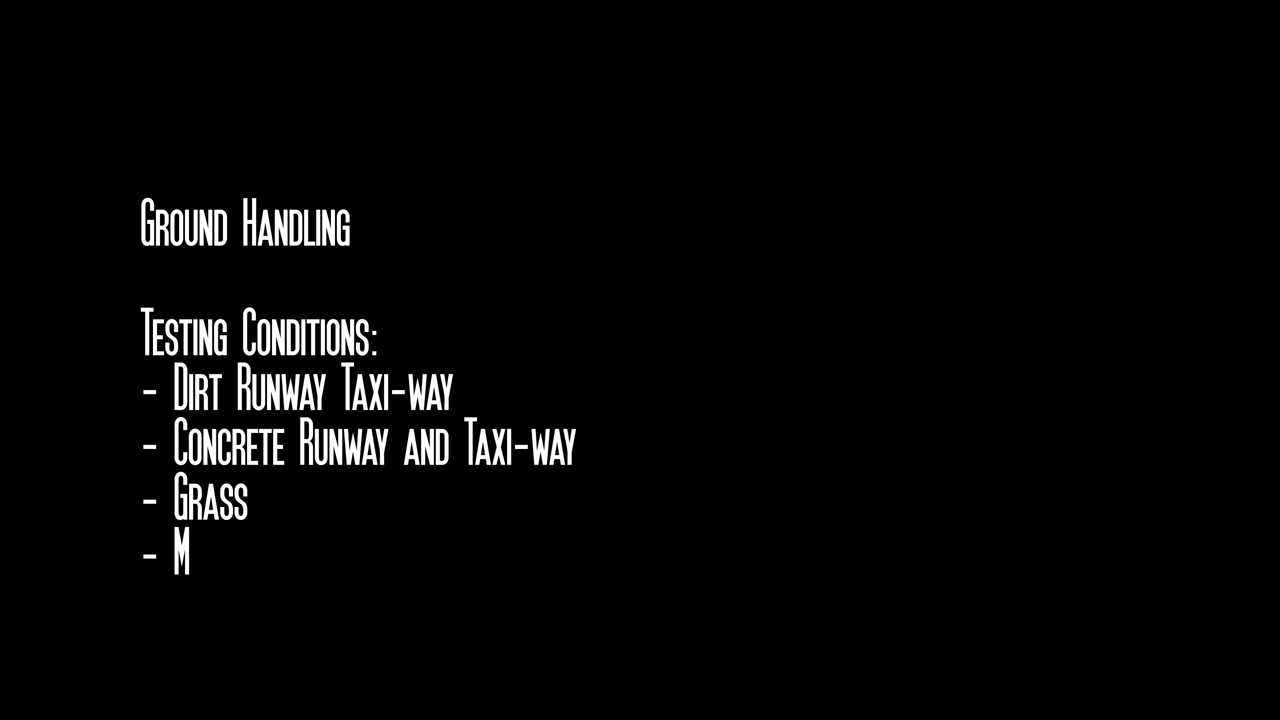 Ground Handling
Testing Conditions:
- Dirt Runway Taxi-way
- Concrete Runway and Taxi-way
- Grass
- M